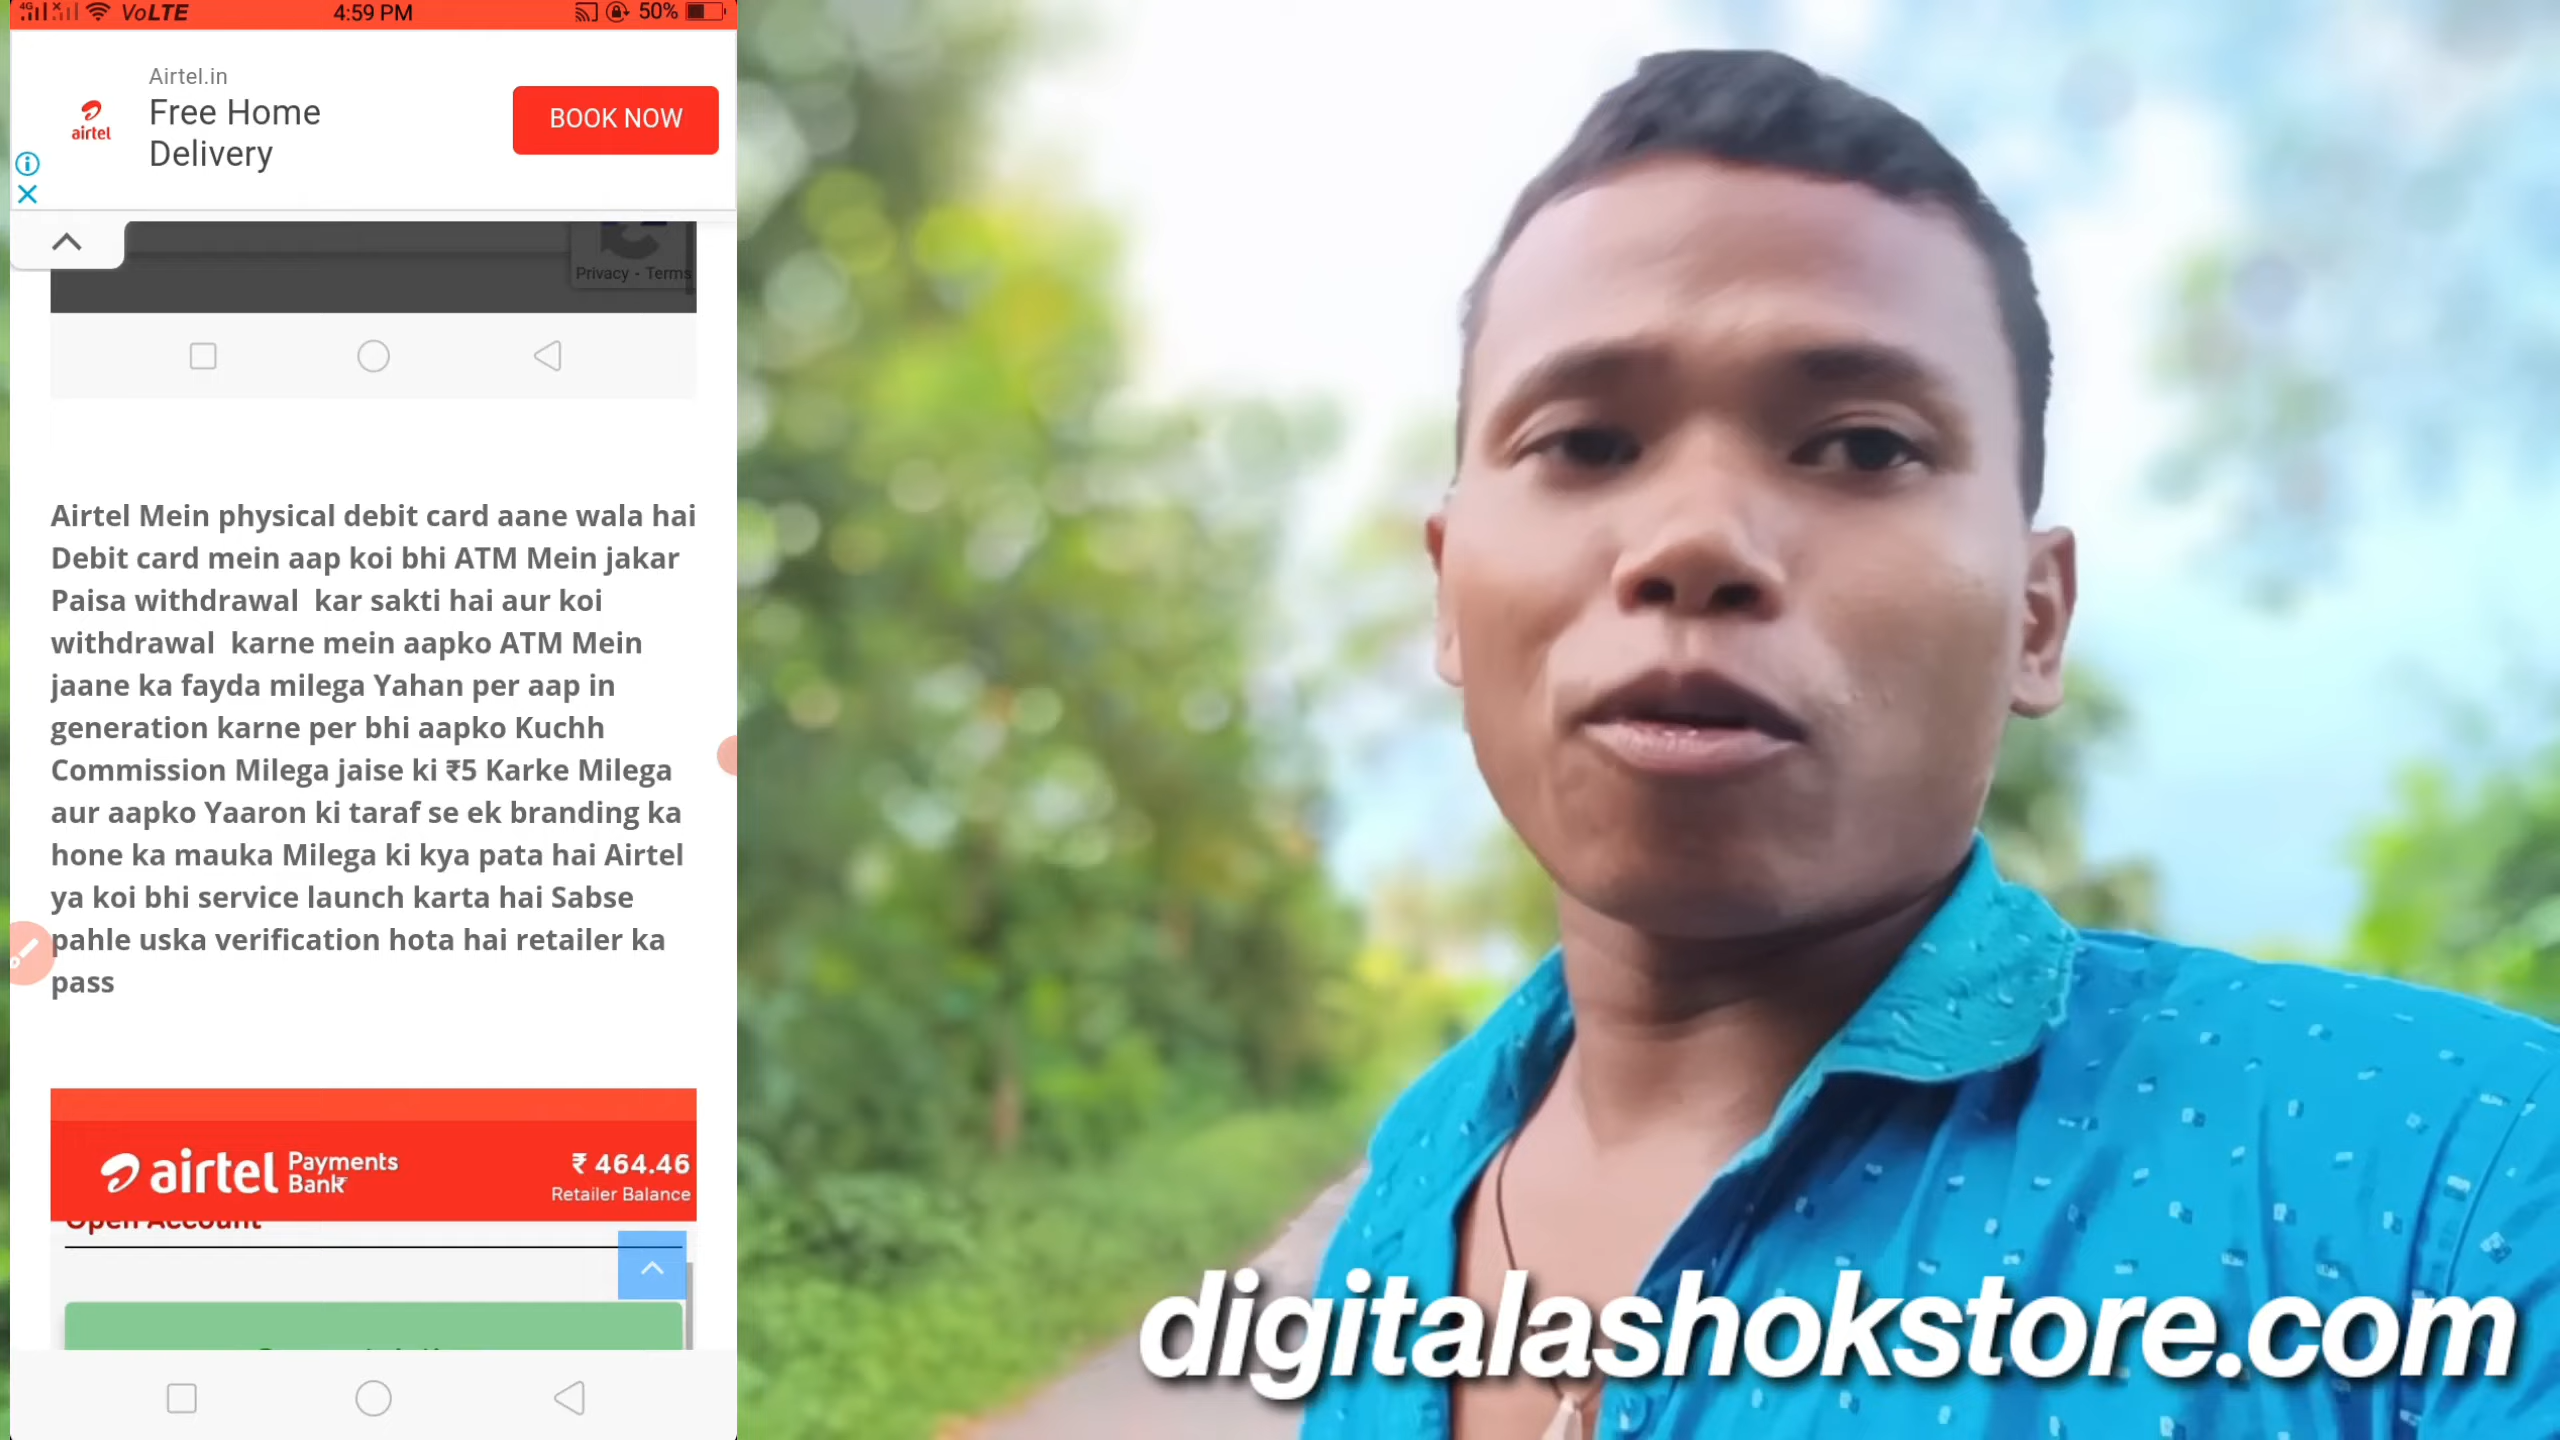 4G VoLTE 4:59 PM 50%
Airtel.in
Free Home
Delivery
BOOK NOW
airtel
Privacy - Terms
Airtel Mein physical debit card aane wala hai
Debit card mein aap koi bhi ATM Mein jakar
Paisa withdrawal  kar sakti hai aur koi
withdrawal  karne mein aapko ATM Mein
jaane ka fayda milega Yahan per aap in
generation karne per bhi aapko Kuchh
Commission Milega jaise ki ₹5 Karke Milega
aur aapko Yaaron ki taraf se ek branding ka
hone ka mauka Milega ki kya pata hai Airtel
ya koi bhi service launch karta hai Sabse
pahle uska verification hota hai retailer ka
pass
airtel Payments
Bank
₹ 464.46
Retailer Balance
Open Account
digitalashokstore.com